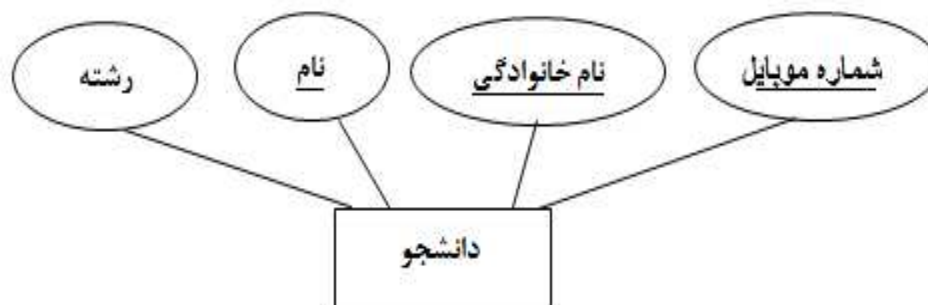 شماره موبایل
نام خانوادگی
نام
رشته
دانشجو